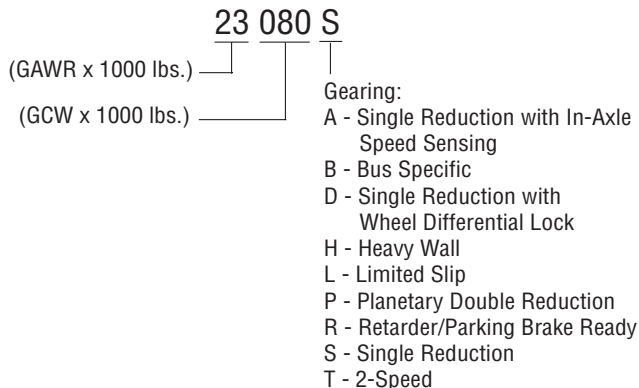 23 080 S
(GAWR x 1000 lbs.)
(GCW x 1000 lbs.)
Gearing:
A - Single Reduction with In-Axle
Speed Sensing
B - Bus Specific
D - Single Reduction with
Wheel Differential Lock
H - Heavy Wall
L - Limited Slip
P - Planetary Double Reduction
R - Retarder/Parking Brake Ready
S - Single Reduction
T - 2-Speed